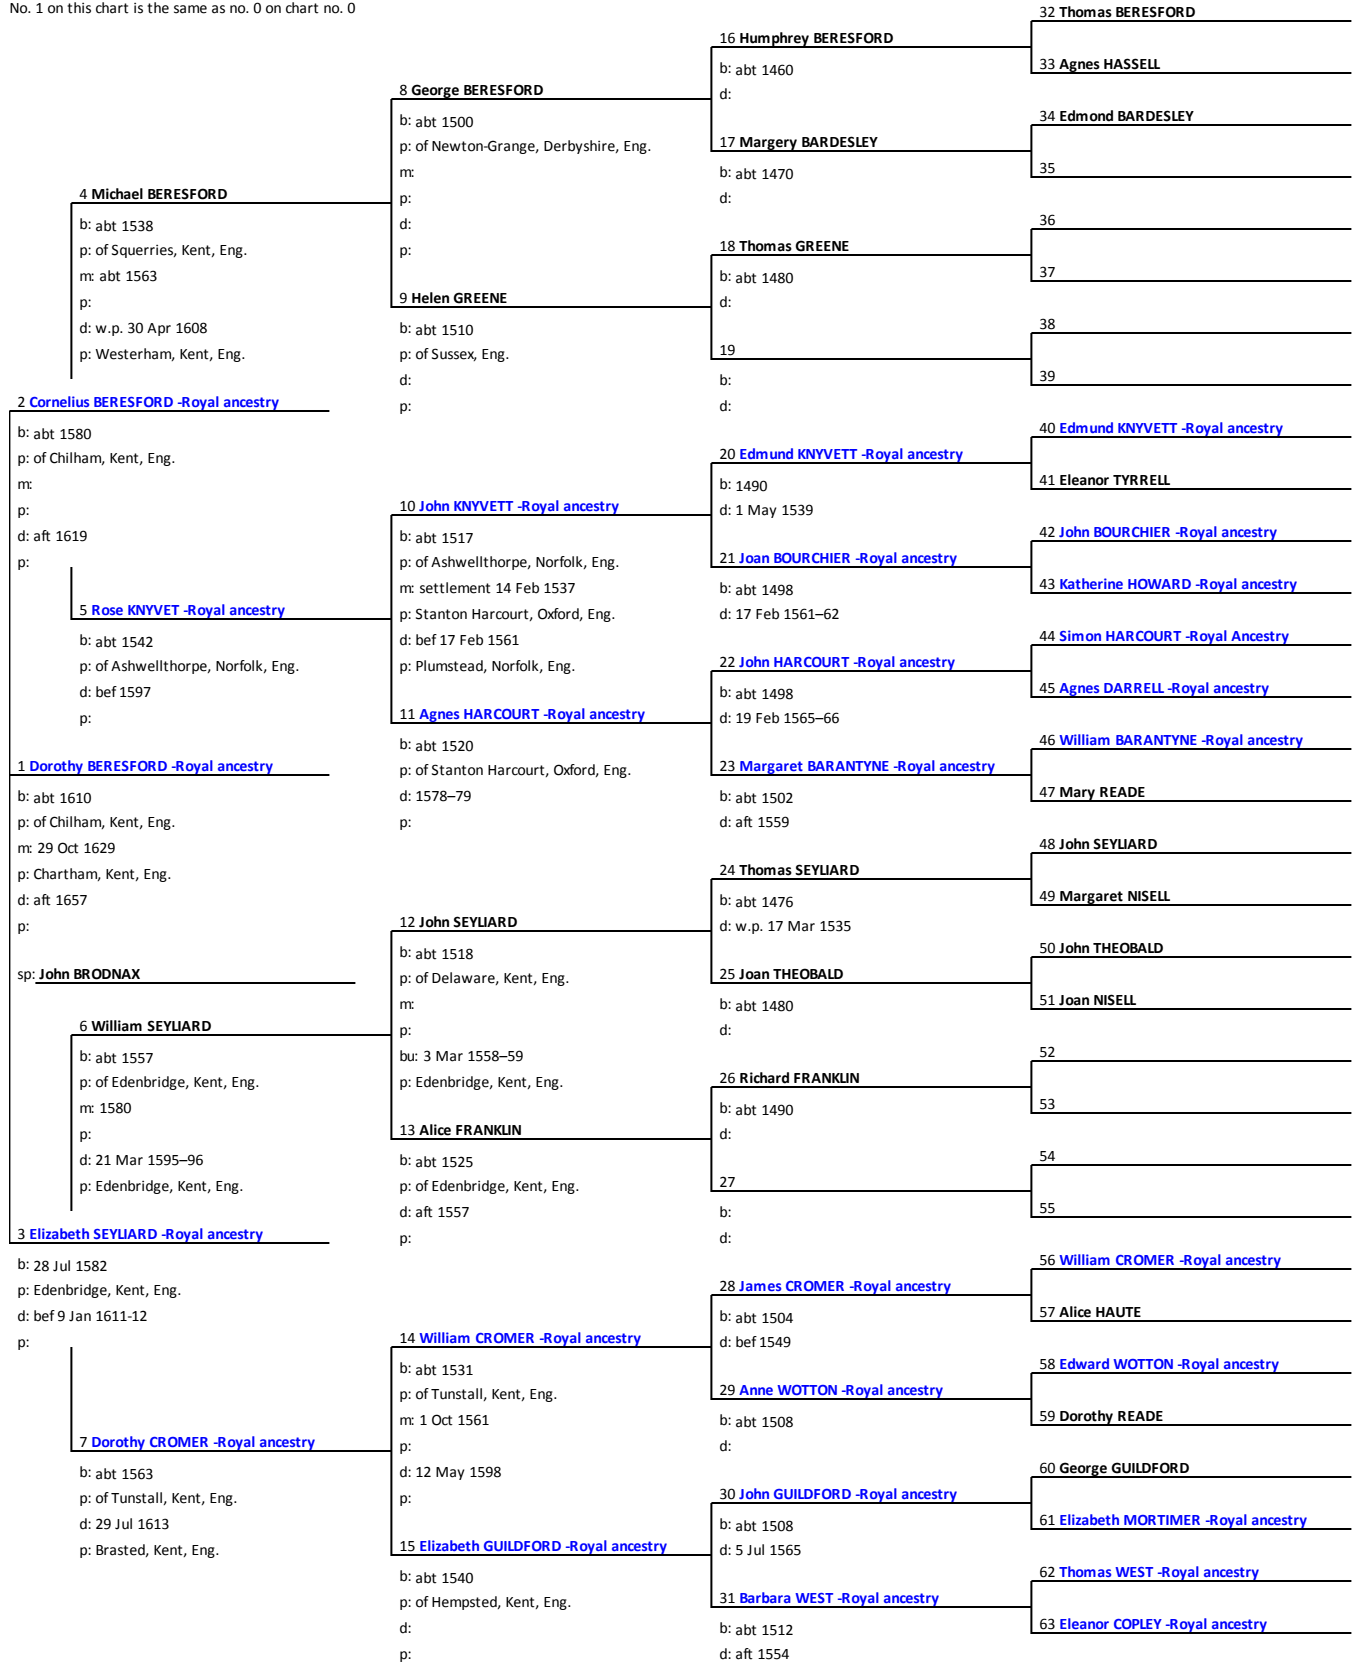 No. 1 on this chart is the same as no. 0 on chart no. 0
32 Thomas BERESFORD
16 Humphrey BERESFORD
b: abt 1460
d:
33 Agnes HASSELL
8 George BERESFORD
b: abt 1500
p: of Newton-Grange, Derbyshire, Eng.
m:
p:
d:
p:
34 Edmond BARDESLEY
17 Margery BARDESLEY
b: abt 1470
d:
35
4 Michael BERESFORD
b: abt 1538
p: of Squerries, Kent, Eng.
m: abt 1563
p:
d: w.p. 30 Apr 1608
p: Westerham, Kent, Eng.
36
18 Thomas GREENE
b: abt 1480
d:
37
9 Helen GREENE
b: abt 1510
p: of Sussex, Eng.
d:
p:
38
19
b:
d:
39
2 Cornelius BERESFORD -Royal ancestry
b: abt 1580
p: of Chilham, Kent, Eng.
m:
p:
d: aft 1619
p:
40 Edmund KNYVETT -Royal ancestry
20 Edmund KNYVETT -Royal ancestry
b: 1490
d: 1 May 1539
41 Eleanor TYRRELL
10 John KNYVETT -Royal ancestry
b: abt 1517
p: of Ashwellthorpe, Norfolk, Eng.
m: settlement 14 Feb 1537
p: Stanton Harcourt, Oxford, Eng.
d: bef 17 Feb 1561
p: Plumstead, Norfolk, Eng.
42 John BOURCHIER -Royal ancestry
21 Joan BOURCHIER -Royal ancestry
b: abt 1498
d: 17 Feb 1561–62
43 Katherine HOWARD -Royal ancestry
5 Rose KNYVET -Royal ancestry
b: abt 1542
p: of Ashwellthorpe, Norfolk, Eng.
d: bef 1597
p:
44 Simon HARCOURT -Royal Ancestry
22 John HARCOURT -Royal ancestry
b: abt 1498
d: 19 Feb 1565–66
45 Agnes DARRELL -Royal ancestry
11 Agnes HARCOURT -Royal ancestry
b: abt 1520
p: of Stanton Harcourt, Oxford, Eng.
d: 1578–79
p:
46 William BARANTYNE -Royal ancestry
23 Margaret BARANTYNE -Royal ancestry
b: abt 1502
d: aft 1559
47 Mary READE
1 Dorothy BERESFORD -Royal ancestry
b: abt 1610
p: of Chilham, Kent, Eng.
m: 29 Oct 1629
p: Chartham, Kent, Eng.
d: aft 1657
p:
sp: John BRODNAX
48 John SEYLIARD
24 Thomas SEYLIARD
b: abt 1476
d: w.p. 17 Mar 1535
49 Margaret NISELL
12 John SEYLIARD
b: abt 1518
p: of Delaware, Kent, Eng.
m:
p:
bu: 3 Mar 1558–59
p: Edenbridge, Kent, Eng.
50 John THEOBALD
25 Joan THEOBALD
b: abt 1480
d:
51 Joan NISELL
6 William SEYLIARD
b: abt 1557
p: of Edenbridge, Kent, Eng.
m: 1580
p:
d: 21 Mar 1595–96
p: Edenbridge, Kent, Eng.
52
26 Richard FRANKLIN
b: abt 1490
d:
53
13 Alice FRANKLIN
b: abt 1525
p: of Edenbridge, Kent, Eng.
d: aft 1557
p:
54
27
b:
d:
55
3 Elizabeth SEYLIARD -Royal ancestry
b: 28 Jul 1582
p: Edenbridge, Kent, Eng.
d: bef 9 Jan 1611-12
p:
56 William CROMER -Royal ancestry
28 James CROMER -Royal ancestry
b: abt 1504
d: bef 1549
57 Alice HAUTE
14 William CROMER -Royal ancestry
b: abt 1531
p: of Tunstall, Kent, Eng.
m: 1 Oct 1561
p:
d: 12 May 1598
p:
58 Edward WOTTON -Royal ancestry
29 Anne WOTTON -Royal ancestry
b: abt 1508
d:
59 Dorothy READE
7 Dorothy CROMER -Royal ancestry
b: abt 1563
p: of Tunstall, Kent, Eng.
d: 29 Jul 1613
p: Brasted, Kent, Eng.
60 George GUILDFORD
30 John GUILDFORD -Royal ancestry
b: abt 1508
d: 5 Jul 1565
61 Elizabeth MORTIMER -Royal ancestry
15 Elizabeth GUILDFORD -Royal ancestry
b: abt 1540
p: of Hempsted, Kent, Eng.
d:
p:
62 Thomas WEST -Royal ancestry
31 Barbara WEST -Royal ancestry
b: abt 1512
d: aft 1554
63 Eleanor COPLEY -Royal ancestry